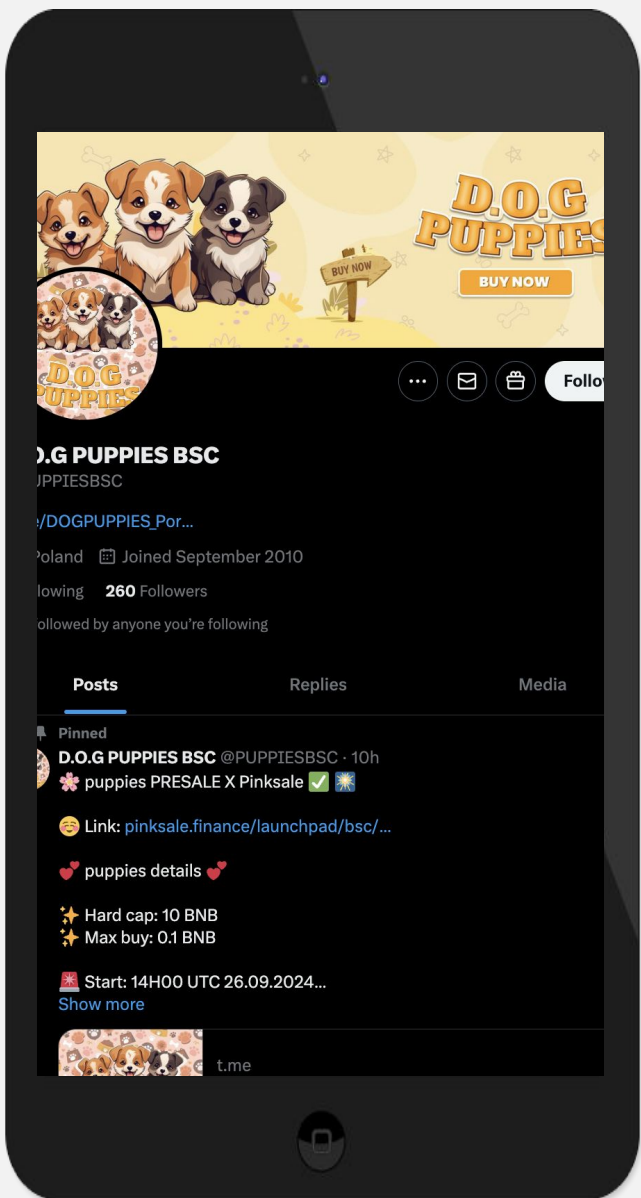 D.O.G
PUPPIES
BUY NOW
BUY NOW
D.O.G
PUPPIES
Follow
D.G PUPPIES BSC
UPPIESBSC
/DOGPUPPIES_Por...
Poland Joined September 2010
lowing 260 Followers
ollowed by anyone you're following
Posts Replies Media
Pinned
D.O.G PUPPIES BSC @PUPPIESBSC · 10h
🌸 puppies PRESALE X Pinksale ✅ 🎇
☺️ Link: pinksale.finance/launchpad/bsc/...
💕 puppies details 💕
✨ Hard cap: 10 BNB
✨ Max buy: 0.1 BNB
🚨 Start: 14H00 UTC 26.09.2024...
Show more
t.me